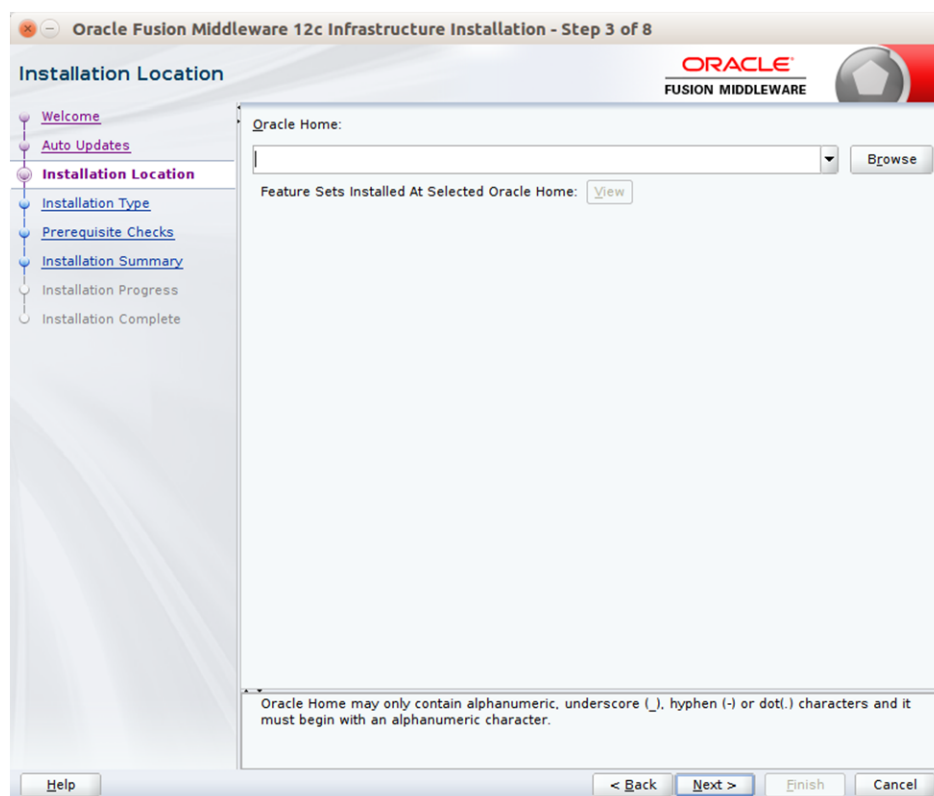 Oracle Fusion Middleware 12c Infrastructure Installation - Step 3 of 8
Installation Location
ORACLE
FUSION MIDDLEWARE
Welcome
Auto Updates
Installation Location
Installation Type
Prerequisite Checks
Installation Summary
Installation Progress
Installation Complete
Oracle Home:
Browse
Feature Sets Installed At Selected Oracle Home: View
Oracle Home may only contain alphanumeric, underscore (_), hyphen (-) or dot(.) characters and it
must begin with an alphanumeric character.
Help
< Back Next > Finish Cancel